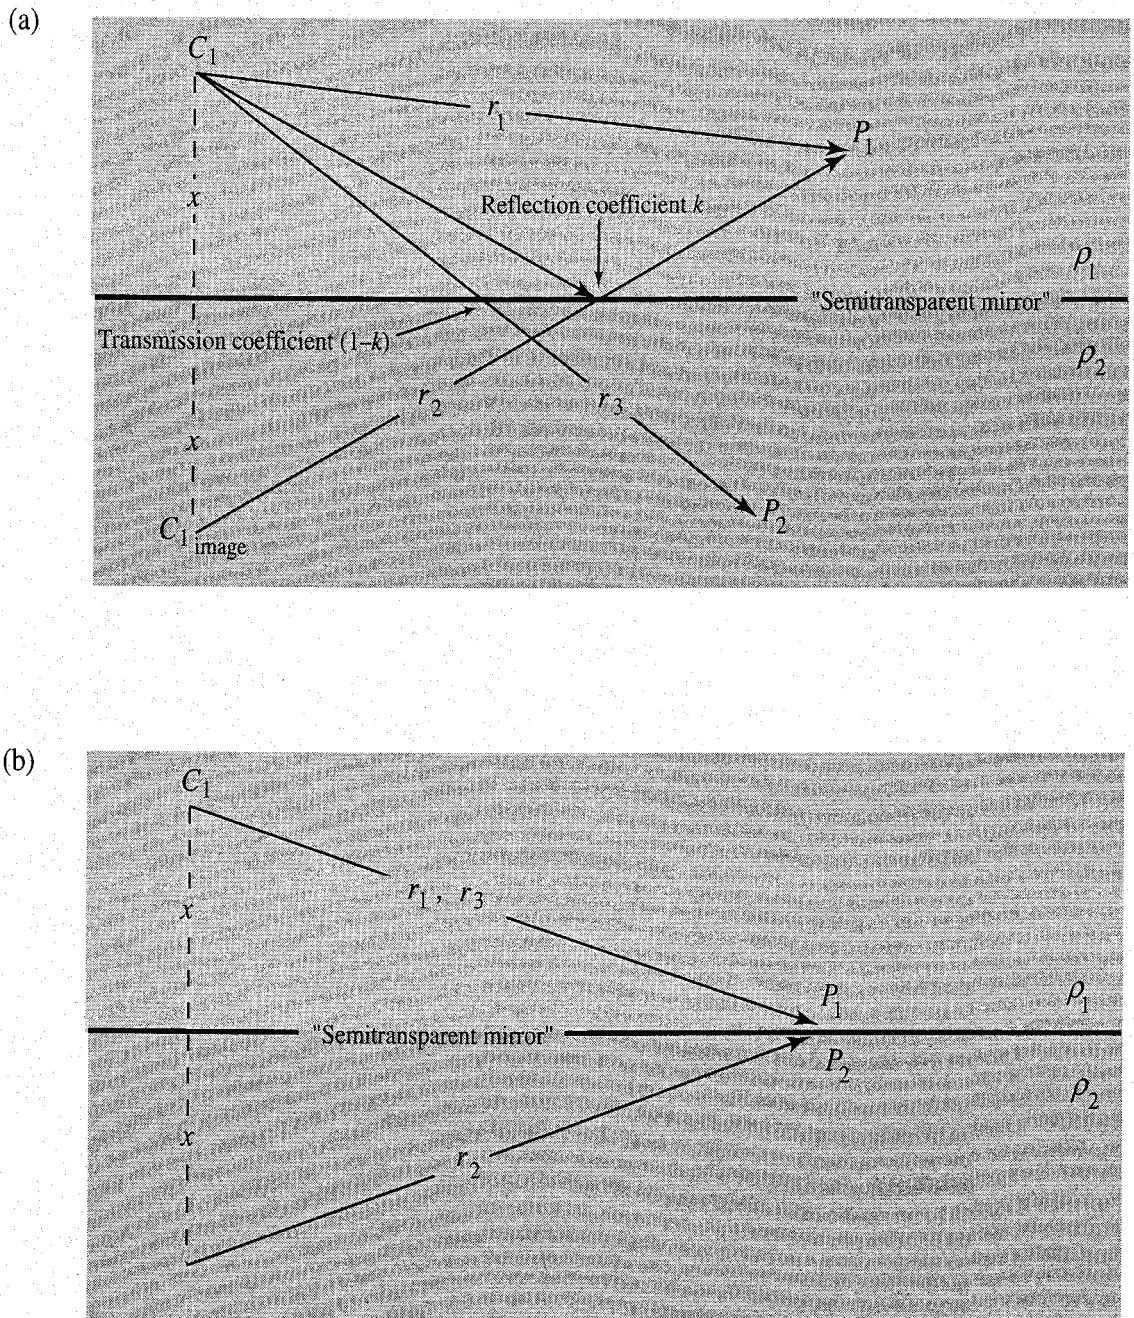 (a)
C₁
r₁
P₁
x
Reflection coefficient k
ρ₁
"Semitransparent mirror"
Transmission coefficient (1–k)
ρ₂
r₂
r₃
x
C₁ image
P₂
(b)
C₁
r₁ , r₃
x
P₁
ρ₁
"Semitransparent mirror"
P₂
ρ₂
x
r₂